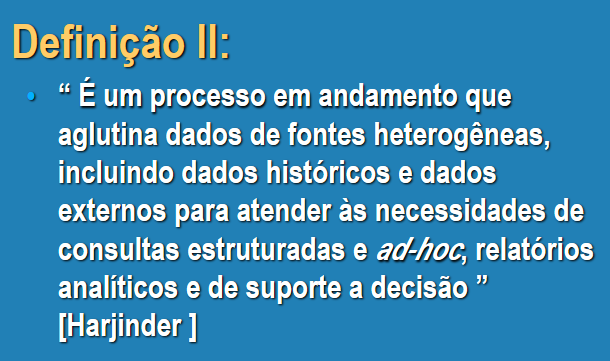 Definição II:
• “ É um processo em andamento que
aglutina dados de fontes heterogêneas,
incluindo dados históricos e dados
externos para atender às necessidades de
consultas estruturadas e ad-hoc, relatórios
analíticos e de suporte a decisão ”
[Harjinder ]